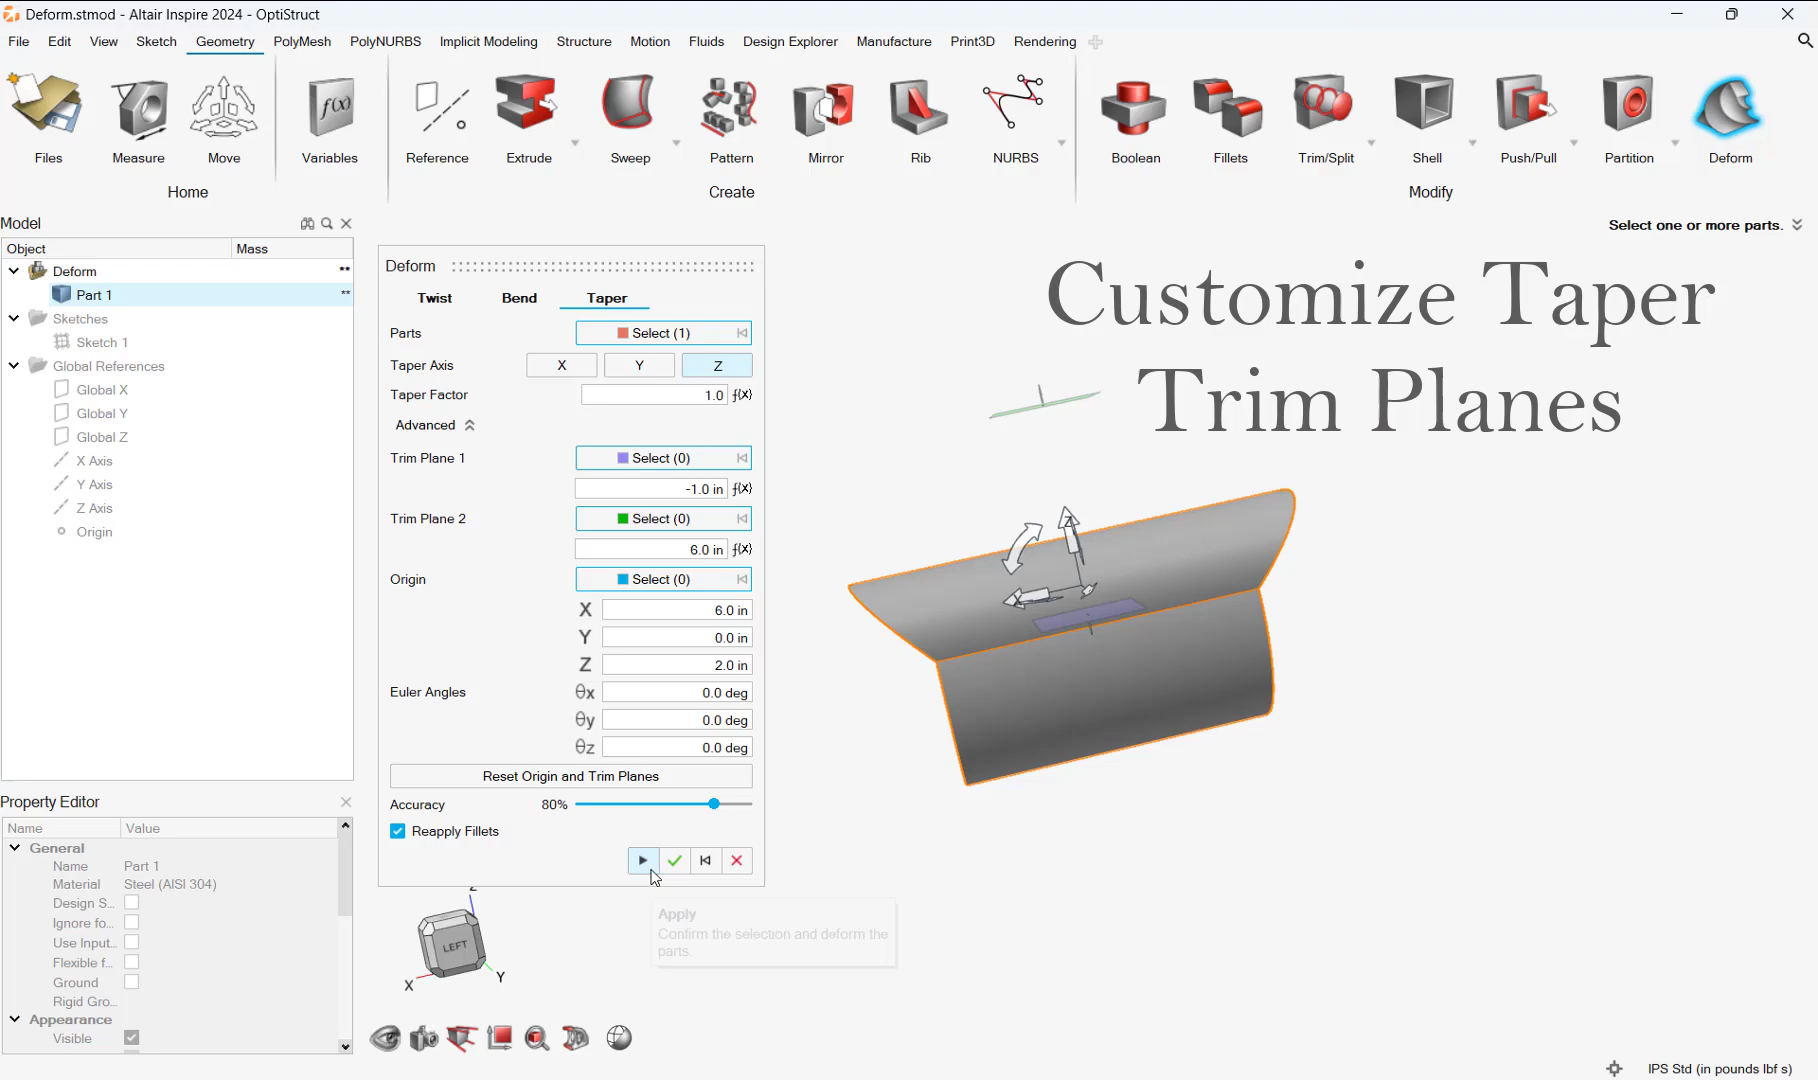 Deform.stmod - Altair Inspire 2024 - OptiStruct
File Edit View Sketch Geometry PolyMesh PolyNURBS Implicit Modeling Structure Motion Fluids Design Explorer Manufacture Print3D Rendering
Files Measure Move Variables Reference Extrude Sweep Pattern Mirror Rib NURBS Boolean Fillets Trim/Split Shell Push/Pull Partition Deform
Home Create Modify
Model
Select one or more parts.
Object Mass
Deform **
Part 1 **
Sketches
Sketch 1
Global References
Global X
Global Y
Global Z
X Axis
Y Axis
Z Axis
Origin
Deform
Twist Bend Taper
Parts Select (1)
Taper Axis X Y Z
Taper Factor 1.0 f(x)
Advanced
Trim Plane 1 Select (0)
-1.0 in f(x)
Trim Plane 2 Select (0)
6.0 in f(x)
Origin Select (0)
X 6.0 in
Y 0.0 in
Z 2.0 in
Euler Angles θx 0.0 deg
θy 0.0 deg
θz 0.0 deg
Reset Origin and Trim Planes
Accuracy 80%
Reapply Fillets
Apply
Confirm the selection and deform the
parts.
Customize Taper
Trim Planes
Z
LEFT
X Y
Property Editor
Name Value
General
Name Part 1
Material Steel (AISI 304)
Design S...
Ignore fo...
Use Input...
Flexible f...
Ground
Rigid Gro...
Appearance
Visible
IPS Std (in pounds lbf s)